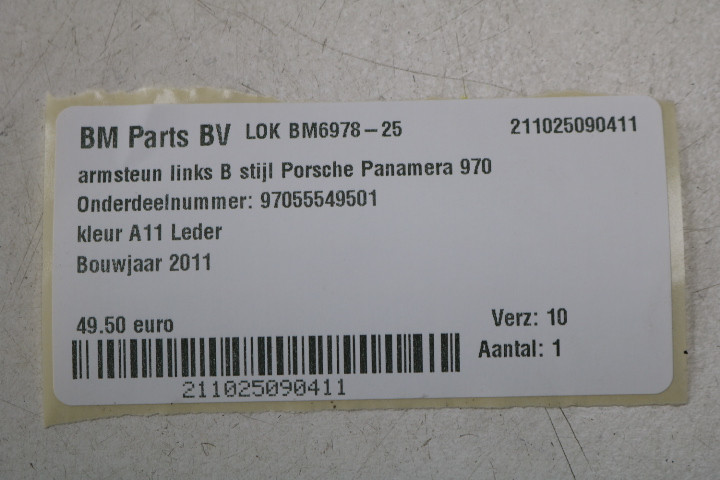 BM Parts BV LOK BM6978-25 211025090411
armsteun links B stijl Porsche Panamera 970
Onderdeelnummer: 97055549501
kleur A11 Leder
Bouwjaar 2011
49.50 euro Verz: 10
Aantal: 1
211025090411